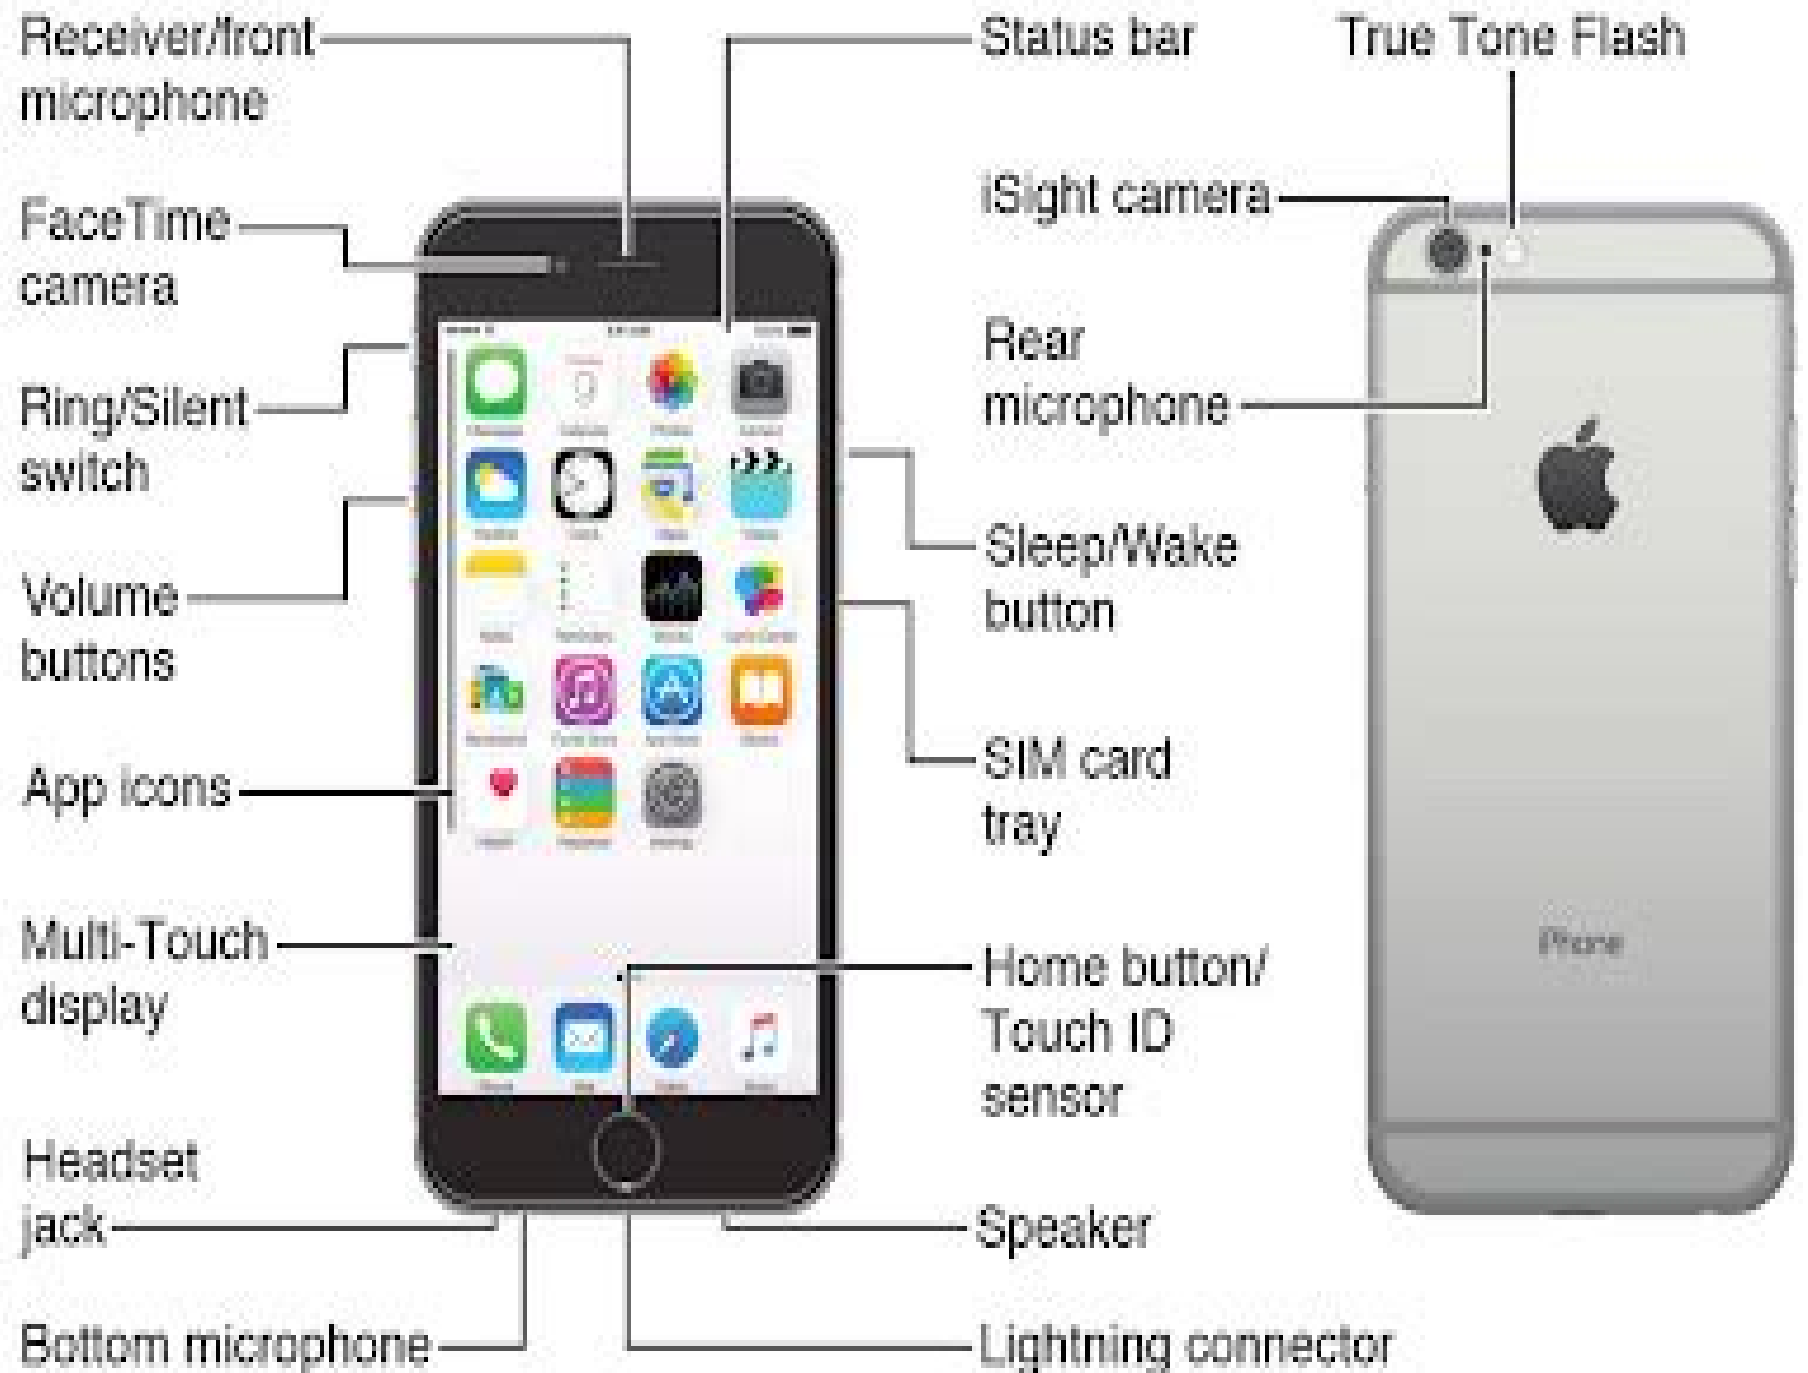 Receiver/front
microphone
FaceTime
camera
Ring/Silent
switch
Volume
buttons
App icons
Multi-Touch
display
Headset
jack
Bottom microphone
Status bar
True Tone Flash
iSight camera
Rear
microphone
Sleep/Wake
button
SIM card
tray
Home button/
Touch ID
sensor
Speaker
Lightning connector
9
iPhone